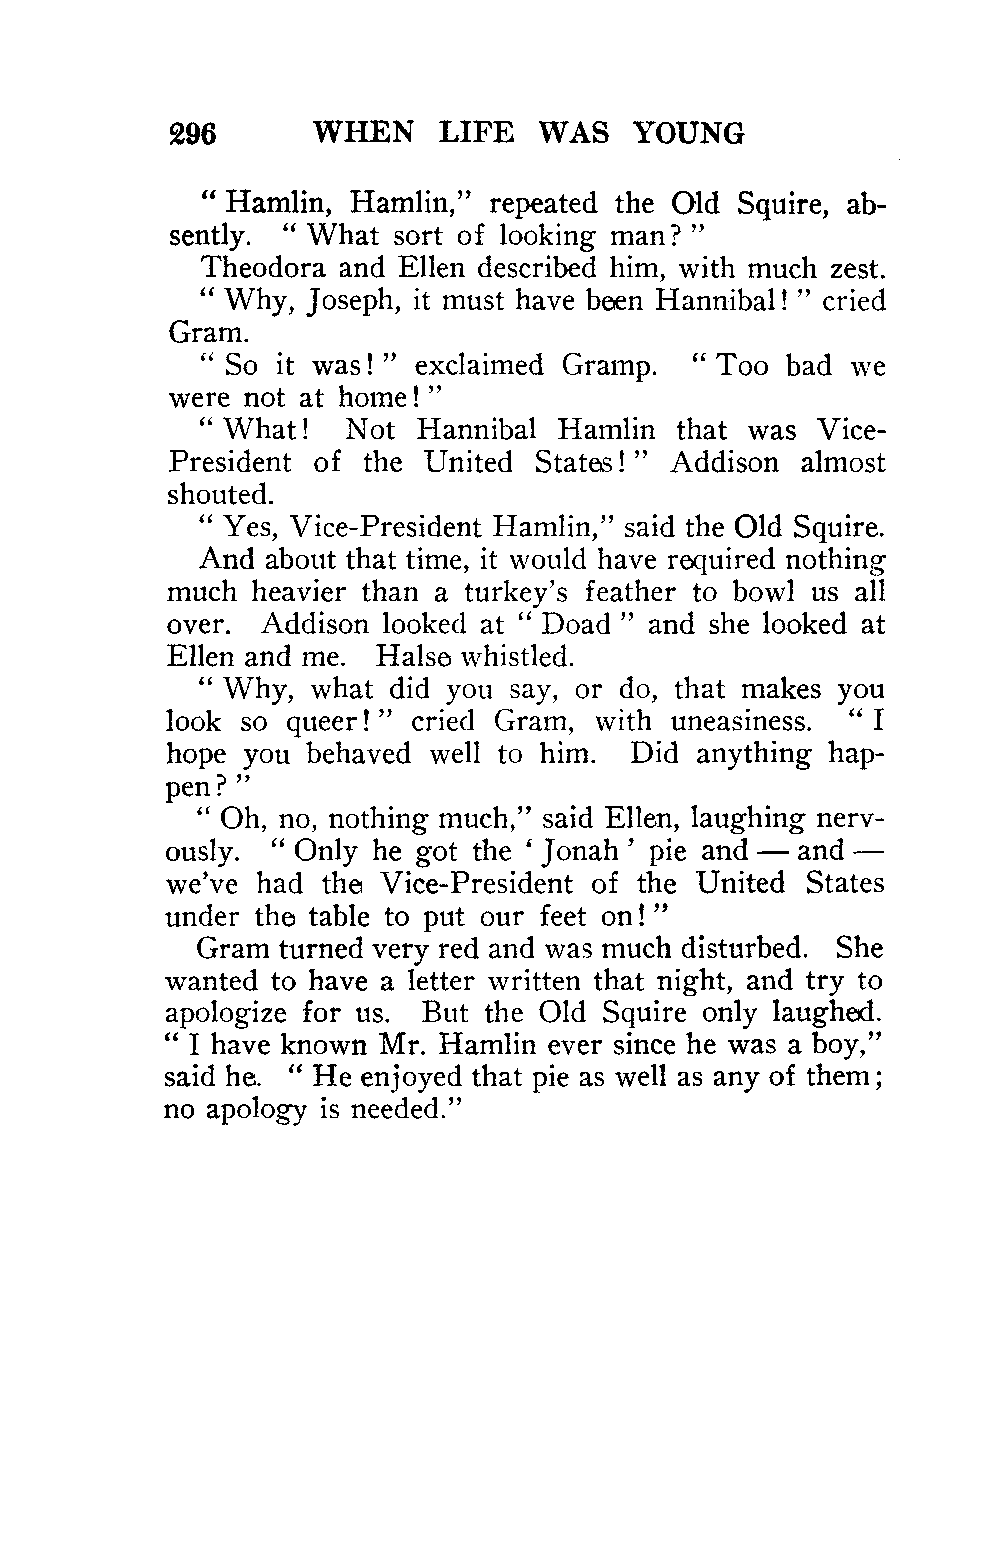 296 WHEN LIFE WAS YOUNG
“ Hamlin, Hamlin,” repeated the Old Squire, ab-
sently. “ What sort of looking man? ”
Theodora and Ellen described him, with much zest.
“ Why, Joseph, it must have been Hannibal! ” cried
Gram.
“ So it was! ” exclaimed Gramp. “ Too bad we
were not at home! ”
“ What! Not Hannibal Hamlin that was Vice-
President of the United States! ” Addison almost
shouted.
“ Yes, Vice-President Hamlin,” said the Old Squire.
And about that time, it would have required nothing
much heavier than a turkey's feather to bowl us all
over. Addison looked at “ Doad ” and she looked at
Ellen and me. Halse whistled.
“ Why, what did you say, or do, that makes you
look so queer! ” cried Gram, with uneasiness. “ I
hope you behaved well to him. Did anything hap-
pen? ”
“ Oh, no, nothing much,” said Ellen, laughing nerv-
ously. “ Only he got the ‘ Jonah ’ pie and — and —
we've had the Vice-President of the United States
under the table to put our feet on! ”
Gram turned very red and was much disturbed. She
wanted to have a letter written that night, and try to
apologize for us. But the Old Squire only laughed.
“ I have known Mr. Hamlin ever since he was a boy,”
said he. “ He enjoyed that pie as well as any of them;
no apology is needed.”